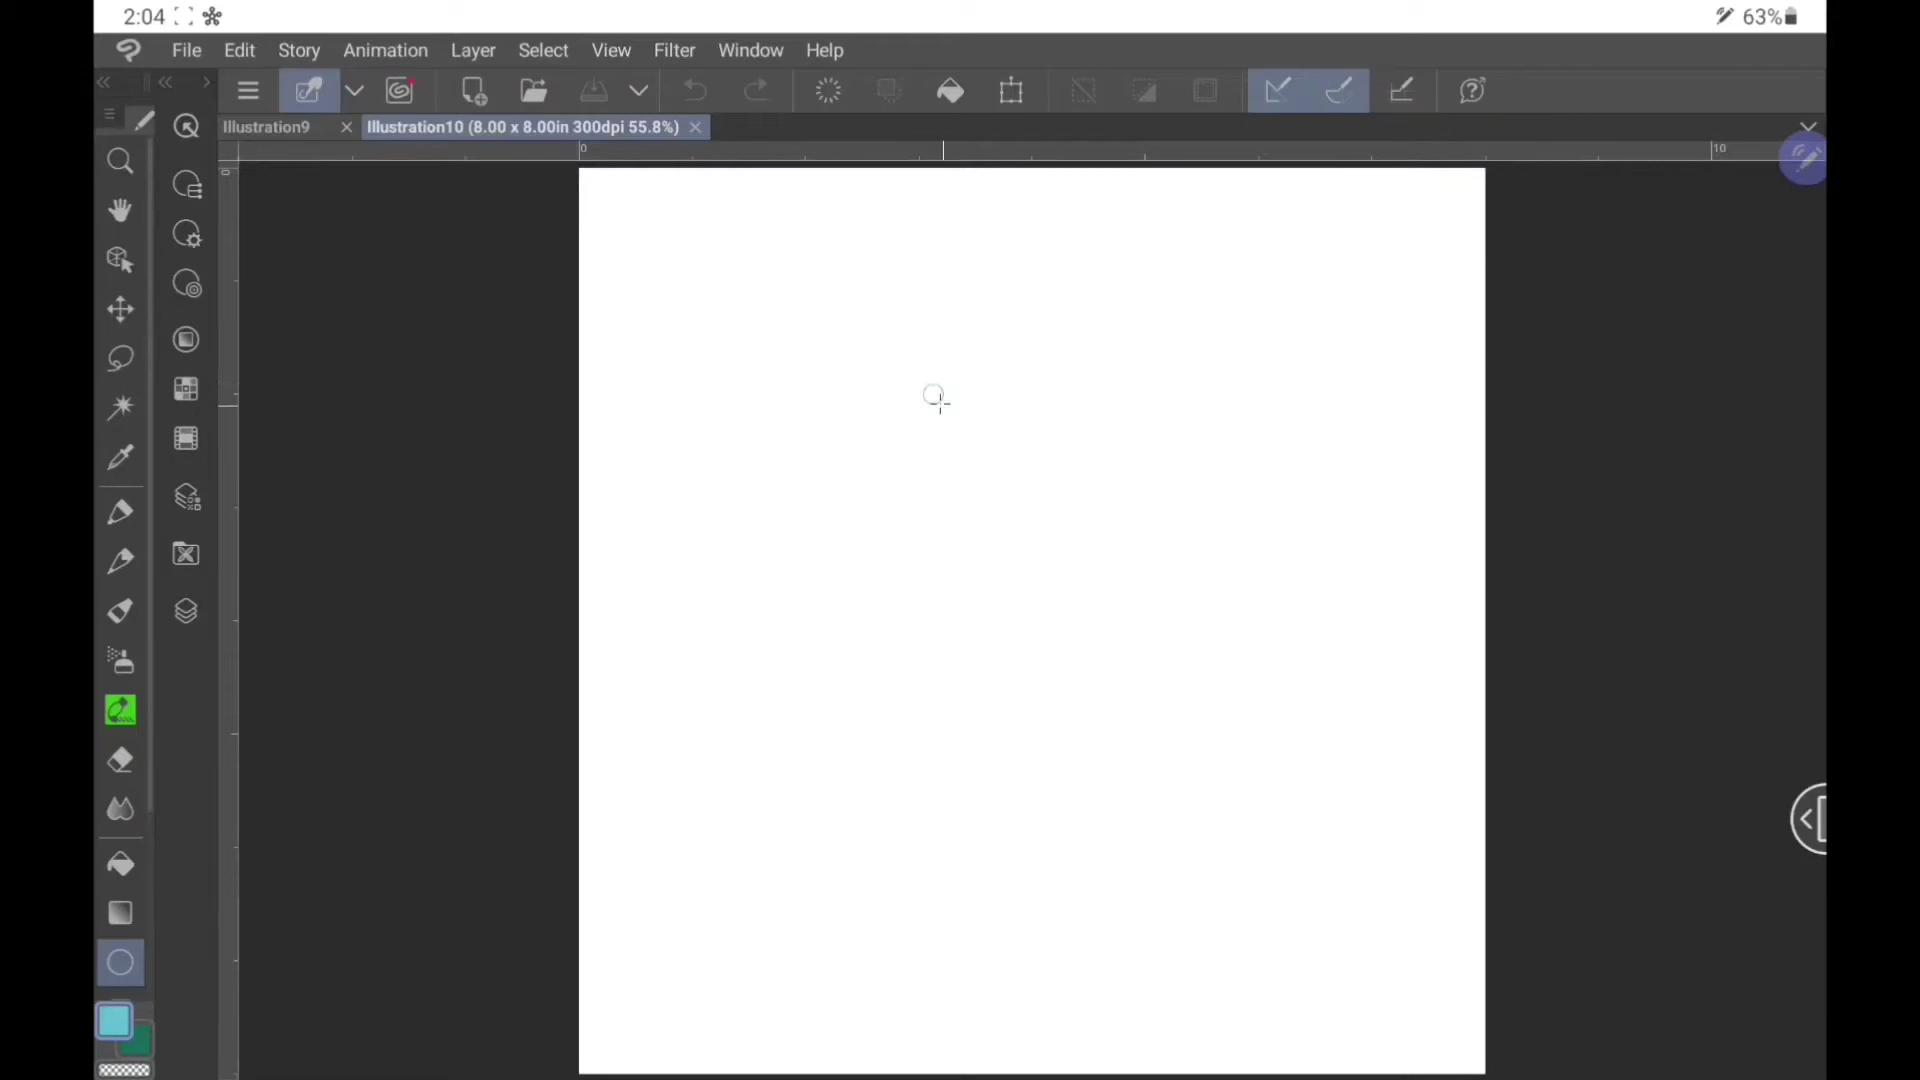 2:04
63%
File Edit Story Animation Layer Select View Filter Window Help
Illustration9 Illustration10 (8.00 x 8.00in 300dpi 55.8%)
0 10
0